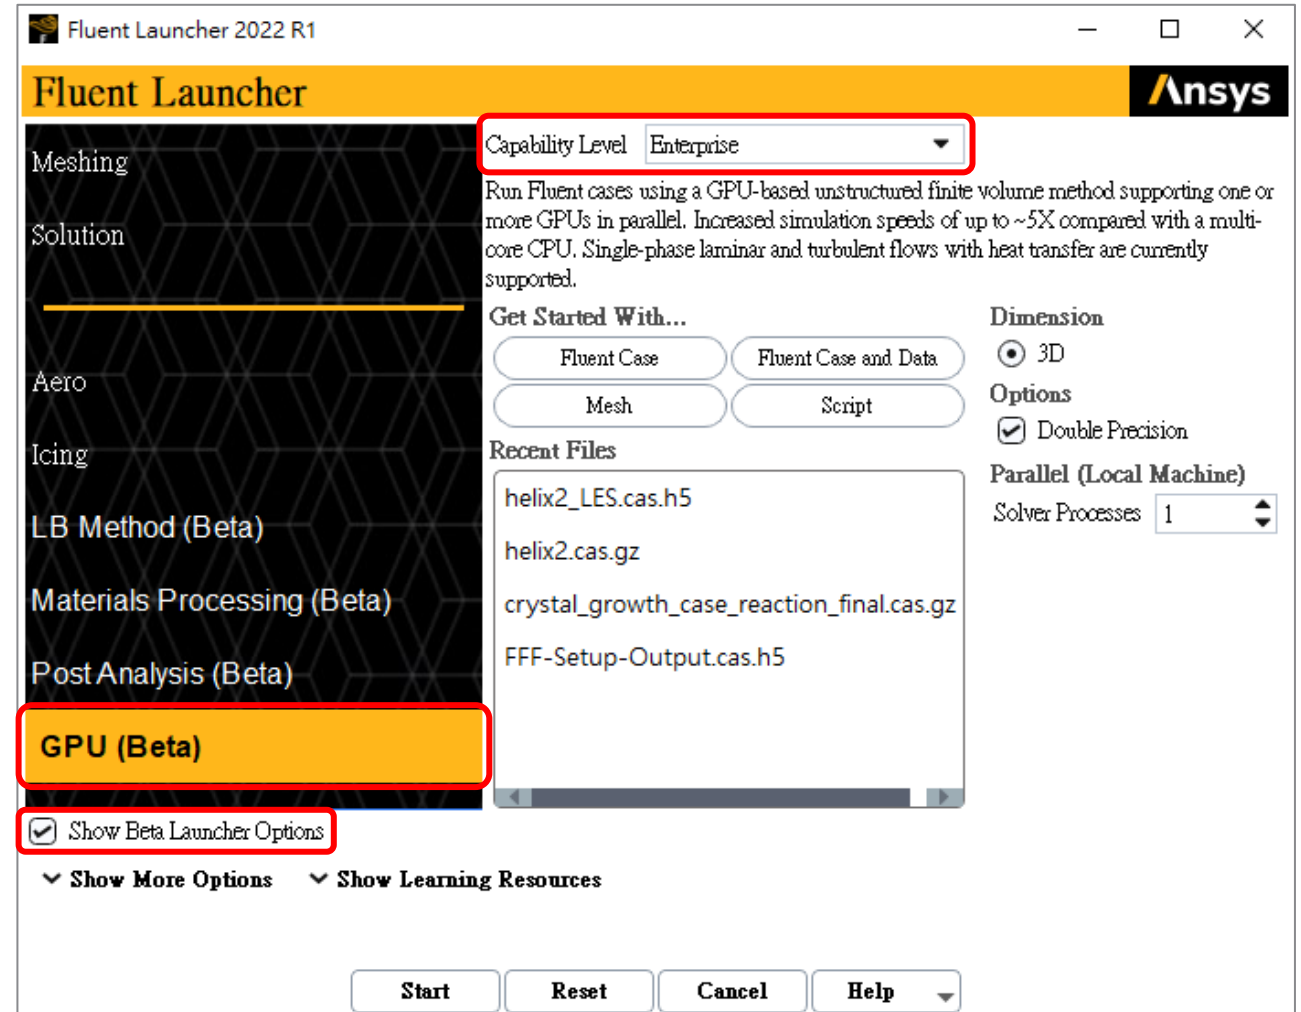 Fluent Launcher 2022 R1
Fluent Launcher
Ansys
Meshing
Solution
Aero
Icing
LB Method (Beta)
Materials Processing (Beta)
Post Analysis (Beta)
GPU (Beta)
Show Beta Launcher Options
Capability Level Enterprise
Run Fluent cases using a GPU-based unstructured finite volume method supporting one or
more GPUs in parallel. Increased simulation speeds of up to ~5X compared with a multi-
core CPU. Single-phase laminar and turbulent flows with heat transfer are currently
supported.
Get Started With...
Fluent Case
Fluent Case and Data
Mesh
Script
Recent Files
helix2_LES.cas.h5
helix2.cas.gz
crystal_growth_case_reaction_final.cas.gz
FFF-Setup-Output.cas.h5
Dimension
3D
Options
Double Precision
Parallel (Local Machine)
Solver Processes 1
Show More Options
Show Learning Resources
Start
Reset
Cancel
Help